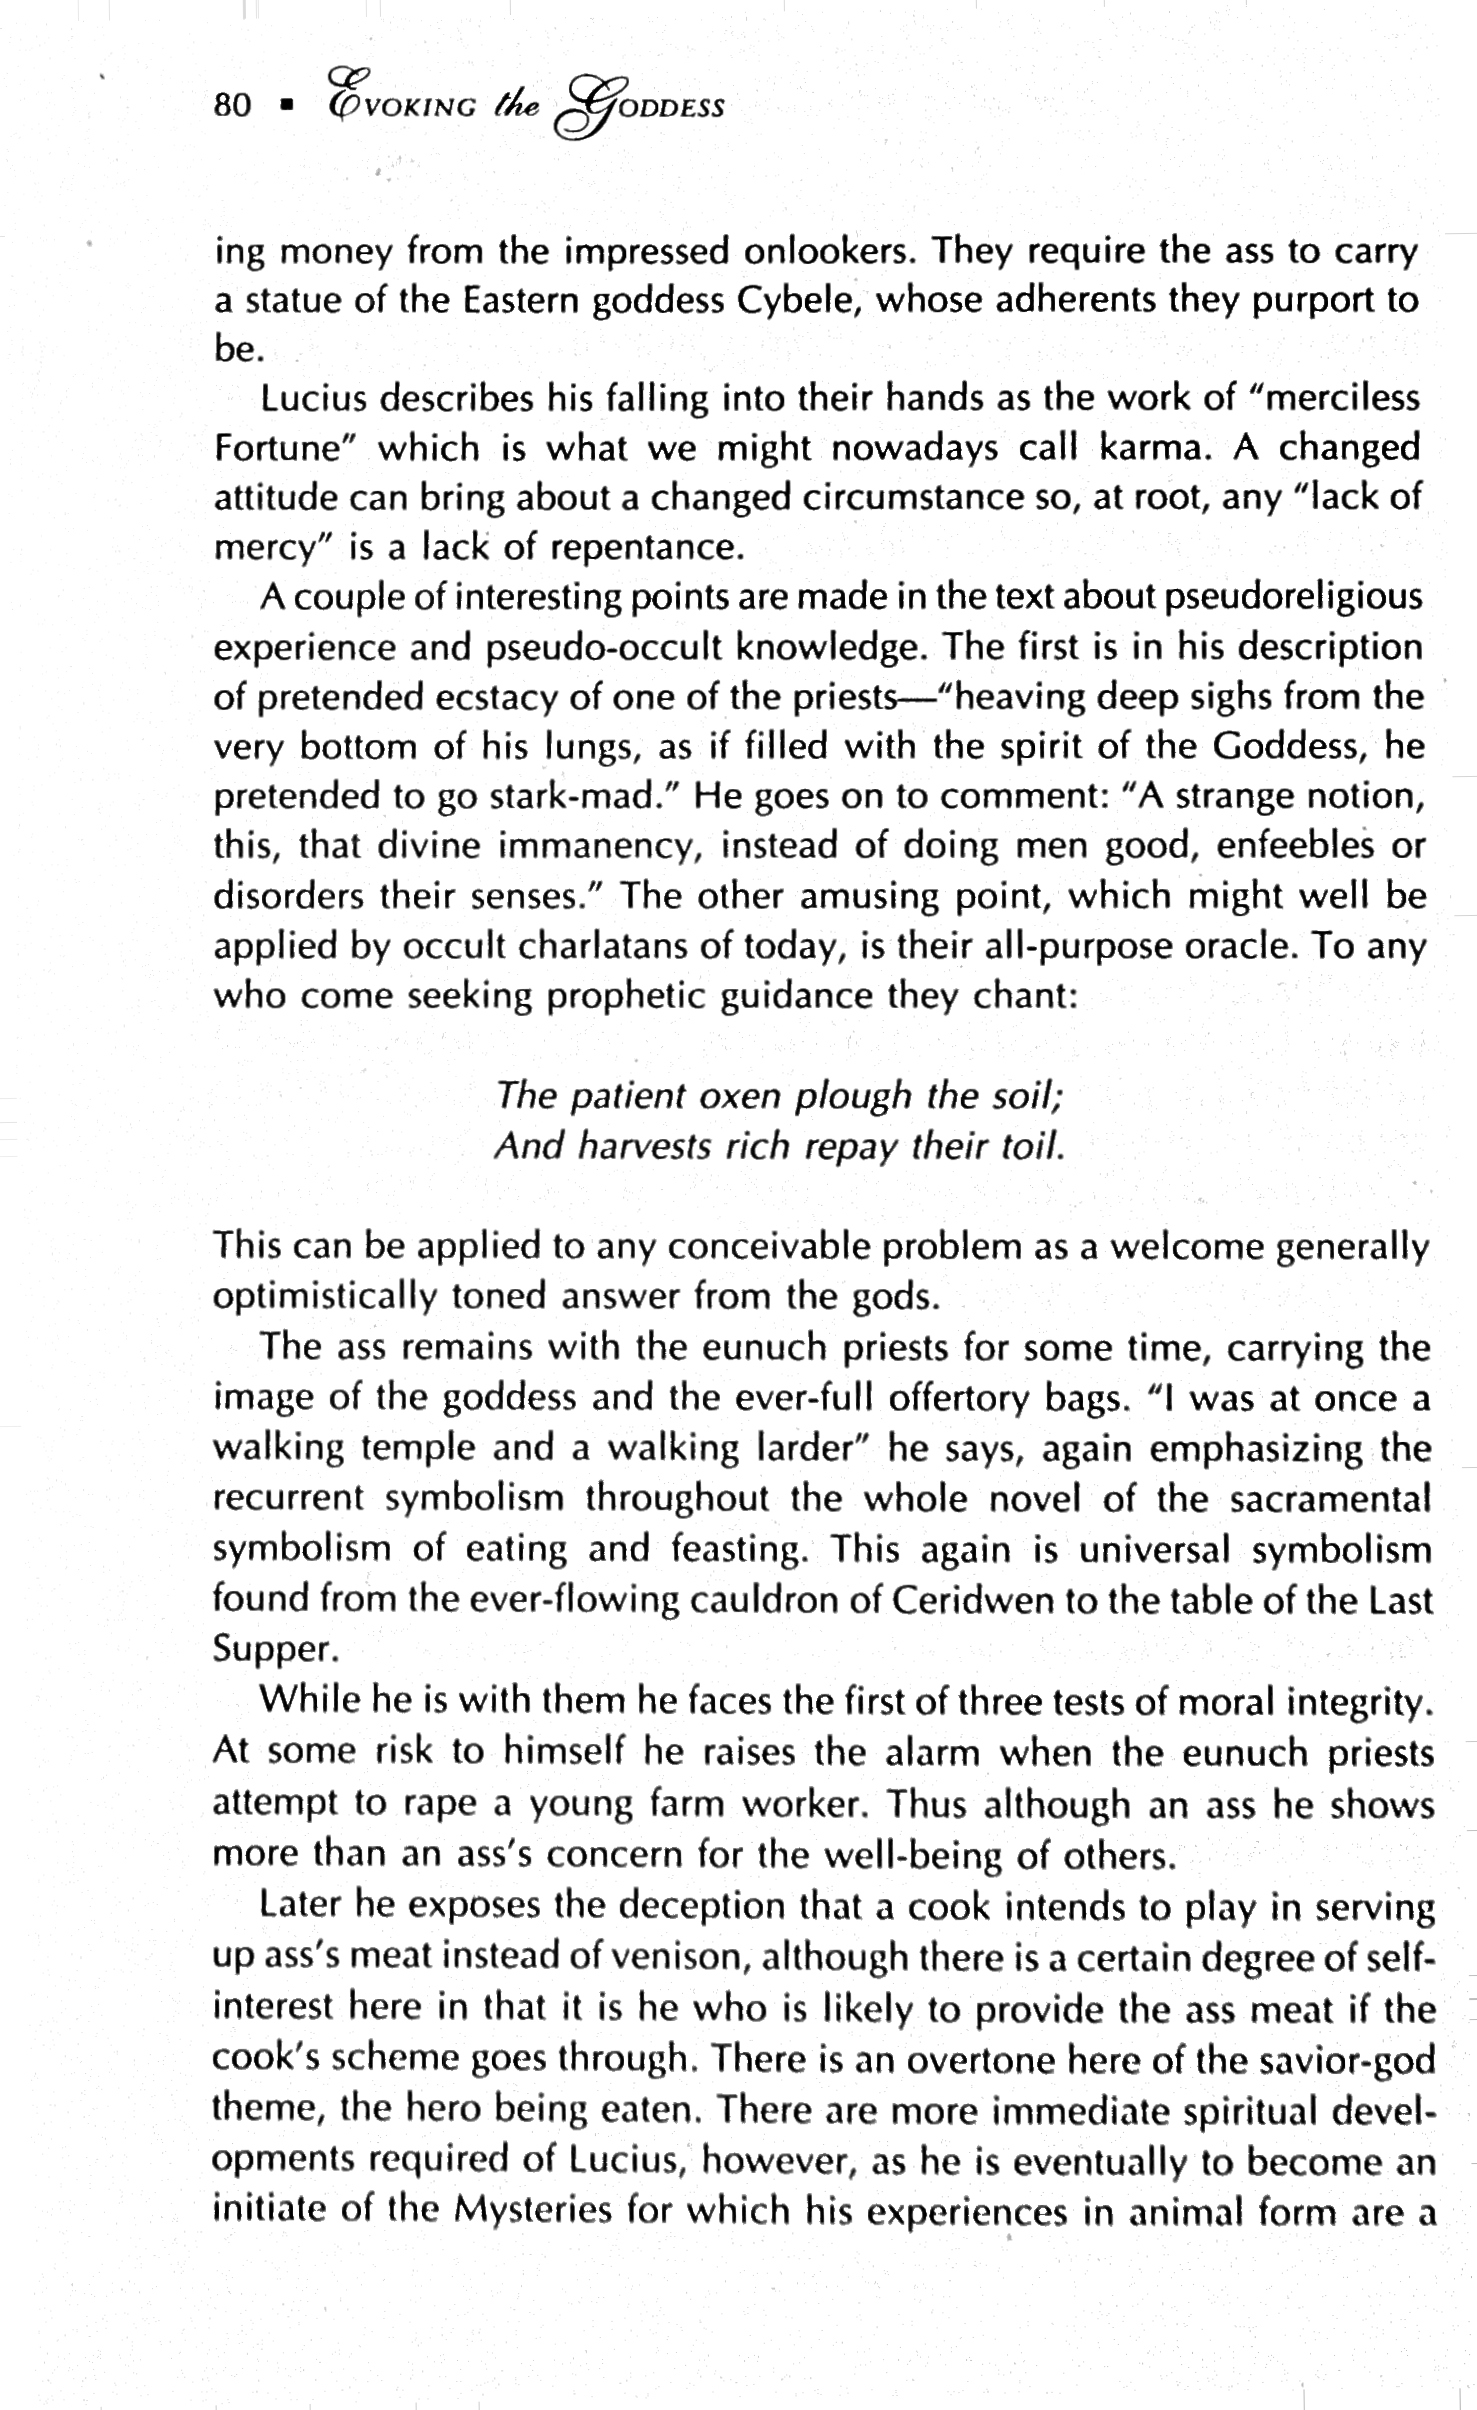 80 ▪ EVOKING the GODDESS
ing money from the impressed onlookers. They require the ass to carry
a statue of the Eastern goddess Cybele, whose adherents they purport to
be.
Lucius describes his falling into their hands as the work of "merciless
Fortune" which is what we might nowadays call karma. A changed
attitude can bring about a changed circumstance so, at root, any "lack of
mercy" is a lack of repentance.
A couple of interesting points are made in the text about pseudoreligious
experience and pseudo-occult knowledge. The first is in his description
of pretended ecstacy of one of the priests—"heaving deep sighs from the
very bottom of his lungs, as if filled with the spirit of the Goddess, he
pretended to go stark-mad." He goes on to comment: "A strange notion,
this, that divine immanency, instead of doing men good, enfeebles or
disorders their senses." The other amusing point, which might well be
applied by occult charlatans of today, is their all-purpose oracle. To any
who come seeking prophetic guidance they chant:
The patient oxen plough the soil;
And harvests rich repay their toil.
This can be applied to any conceivable problem as a welcome generally
optimistically toned answer from the gods.
The ass remains with the eunuch priests for some time, carrying the
image of the goddess and the ever-full offertory bags. "I was at once a
walking temple and a walking larder" he says, again emphasizing the
recurrent symbolism throughout the whole novel of the sacramental
symbolism of eating and feasting. This again is universal symbolism
found from the ever-flowing cauldron of Ceridwen to the table of the Last
Supper.
While he is with them he faces the first of three tests of moral integrity.
At some risk to himself he raises the alarm when the eunuch priests
attempt to rape a young farm worker. Thus although an ass he shows
more than an ass's concern for the well-being of others.
Later he exposes the deception that a cook intends to play in serving
up ass's meat instead of venison, although there is a certain degree of self-
interest here in that it is he who is likely to provide the ass meat if the
cook's scheme goes through. There is an overtone here of the savior-god
theme, the hero being eaten. There are more immediate spiritual devel-
opments required of Lucius, however, as he is eventually to become an
initiate of the Mysteries for which his experiences in animal form are a